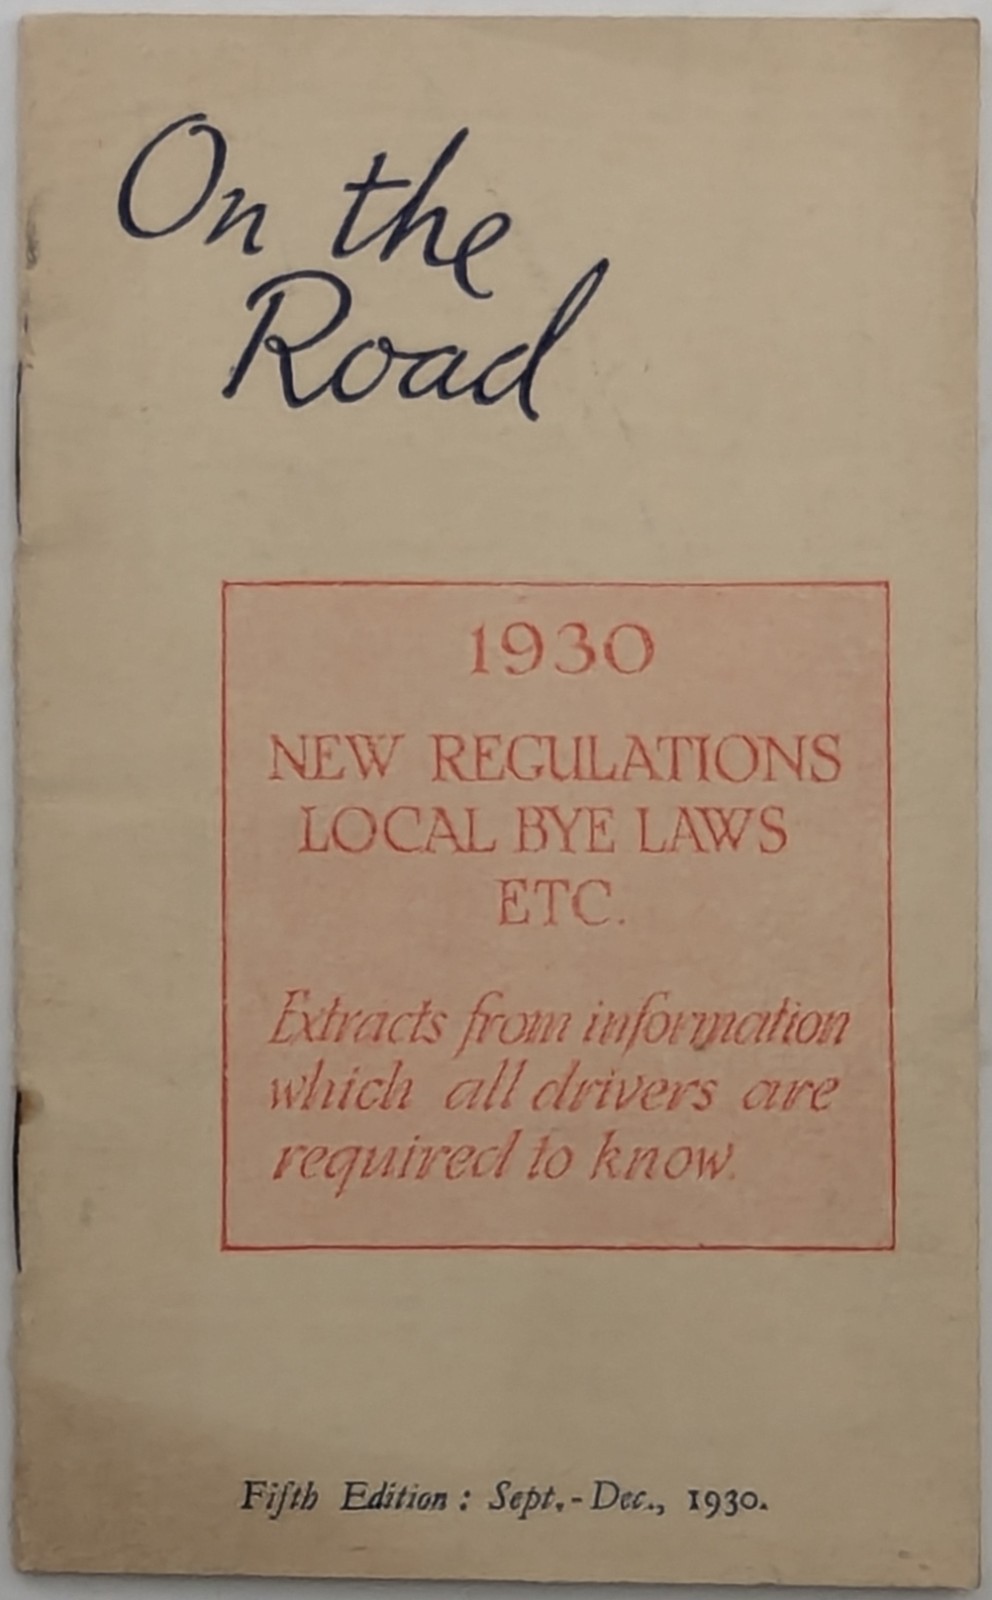 On the
Road
1930
NEW REGULATIONS
LOCAL BYE LAWS
ETC.
Extracts from information
which all drivers are
required to know.
Fifth Edition: Sept.-Dec., 1930.